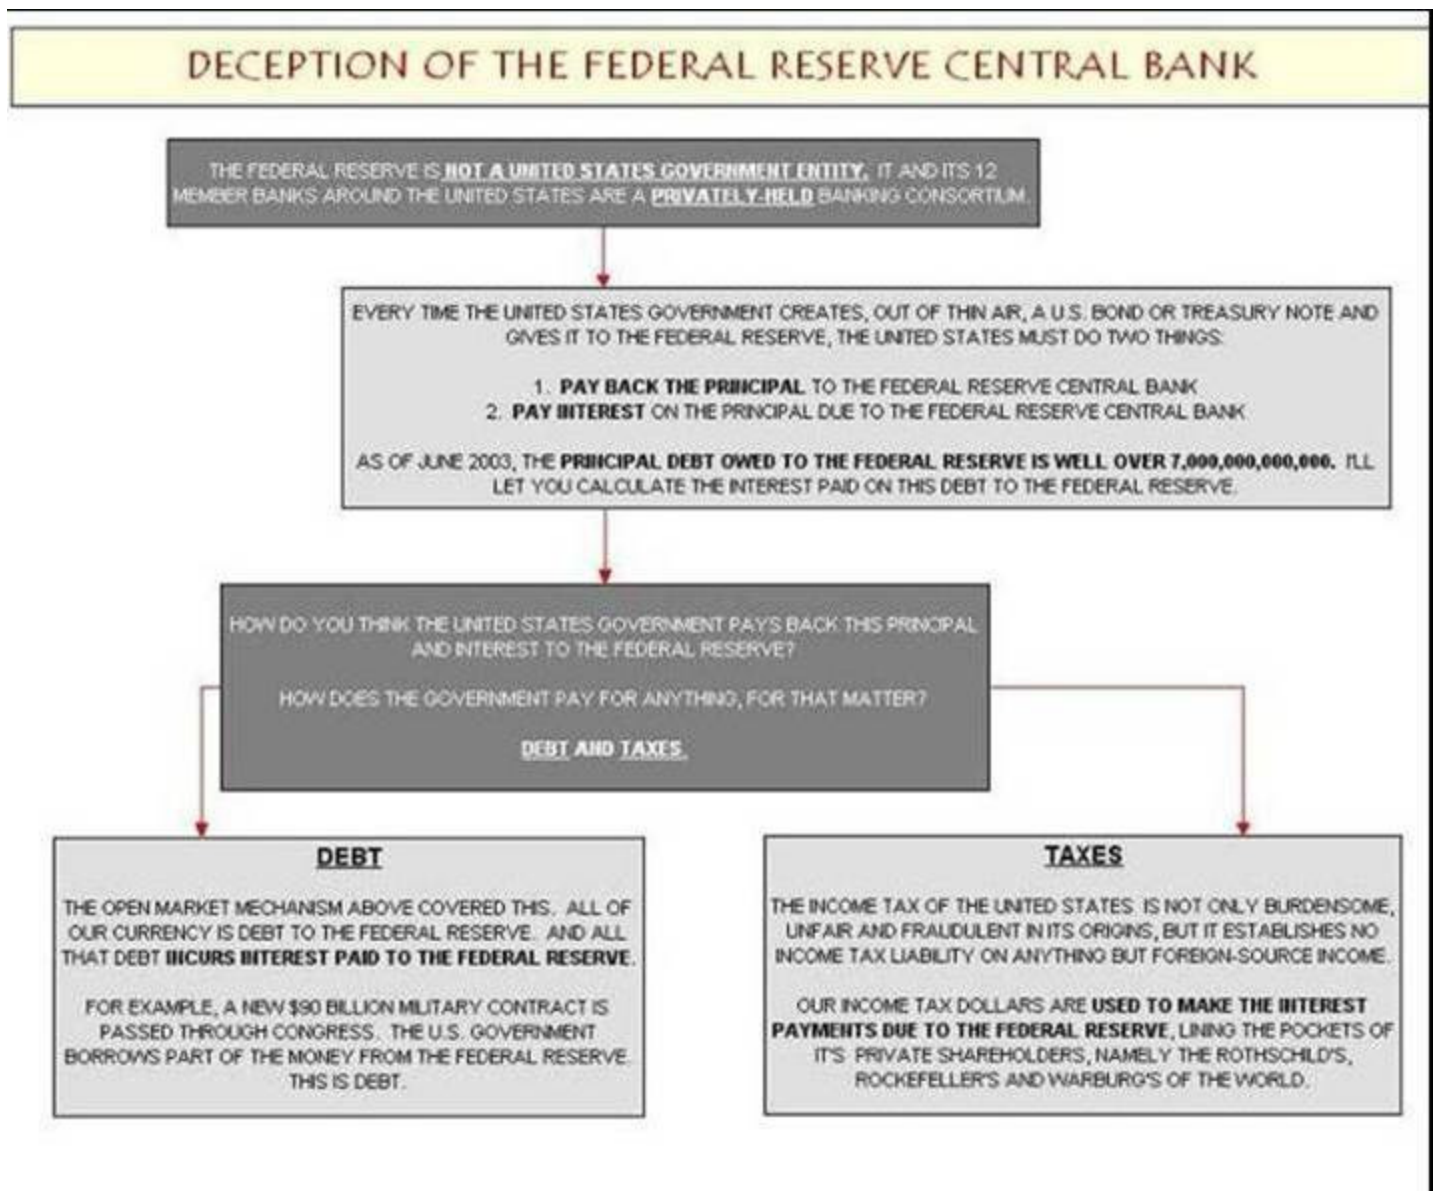 DECEPTION OF THE FEDERAL RESERVE CENTRAL BANK
THE FEDERAL RESERVE IS NOT A UNITED STATES GOVERNMENT ENTITY. IT AND ITS 12
MEMBER BANKS AROUND THE UNITED STATES ARE A PRIVATELY-HELD BANKING CONSORTIUM.
EVERY TIME THE UNITED STATES GOVERNMENT CREATES, OUT OF THIN AIR, A U.S. BOND OR TREASURY NOTE AND
GIVES IT TO THE FEDERAL RESERVE, THE UNITED STATES MUST DO TWO THINGS:
1. PAY BACK THE PRINCIPAL TO THE FEDERAL RESERVE CENTRAL BANK
2. PAY INTEREST ON THE PRINCIPAL DUE TO THE FEDERAL RESERVE CENTRAL BANK
AS OF JUNE 2003, THE PRINCIPAL DEBT OWED TO THE FEDERAL RESERVE IS WELL OVER 7,000,000,000,000. I'LL
LET YOU CALCULATE THE INTEREST PAID ON THIS DEBT TO THE FEDERAL RESERVE.
HOW DO YOU THINK THE UNITED STATES GOVERNMENT PAYS BACK THIS PRINCIPAL
AND INTEREST TO THE FEDERAL RESERVE?
HOW DOES THE GOVERNMENT PAY FOR ANYTHING, FOR THAT MATTER?
DEBT AND TAXES.
DEBT
THE OPEN MARKET MECHANISM ABOVE COVERED THIS. ALL OF
OUR CURRENCY IS DEBT TO THE FEDERAL RESERVE. AND ALL
THAT DEBT INCURS INTEREST PAID TO THE FEDERAL RESERVE.
FOR EXAMPLE, A NEW $90 BILLION MILITARY CONTRACT IS
PASSED THROUGH CONGRESS. THE U.S. GOVERNMENT
BORROWS PART OF THE MONEY FROM THE FEDERAL RESERVE.
THIS IS DEBT.
TAXES
THE INCOME TAX OF THE UNITED STATES IS NOT ONLY BURDENSOME,
UNFAIR AND FRAUDULENT IN ITS ORIGINS, BUT IT ESTABLISHES NO
INCOME TAX LIABILITY ON ANYTHING BUT FOREIGN-SOURCE INCOME.
OUR INCOME TAX DOLLARS ARE USED TO MAKE THE INTEREST
PAYMENTS DUE TO THE FEDERAL RESERVE, LINING THE POCKETS OF
IT'S PRIVATE SHAREHOLDERS, NAMELY THE ROTHSCHILD'S,
ROCKEFELLER'S AND WARBURG'S OF THE WORLD.